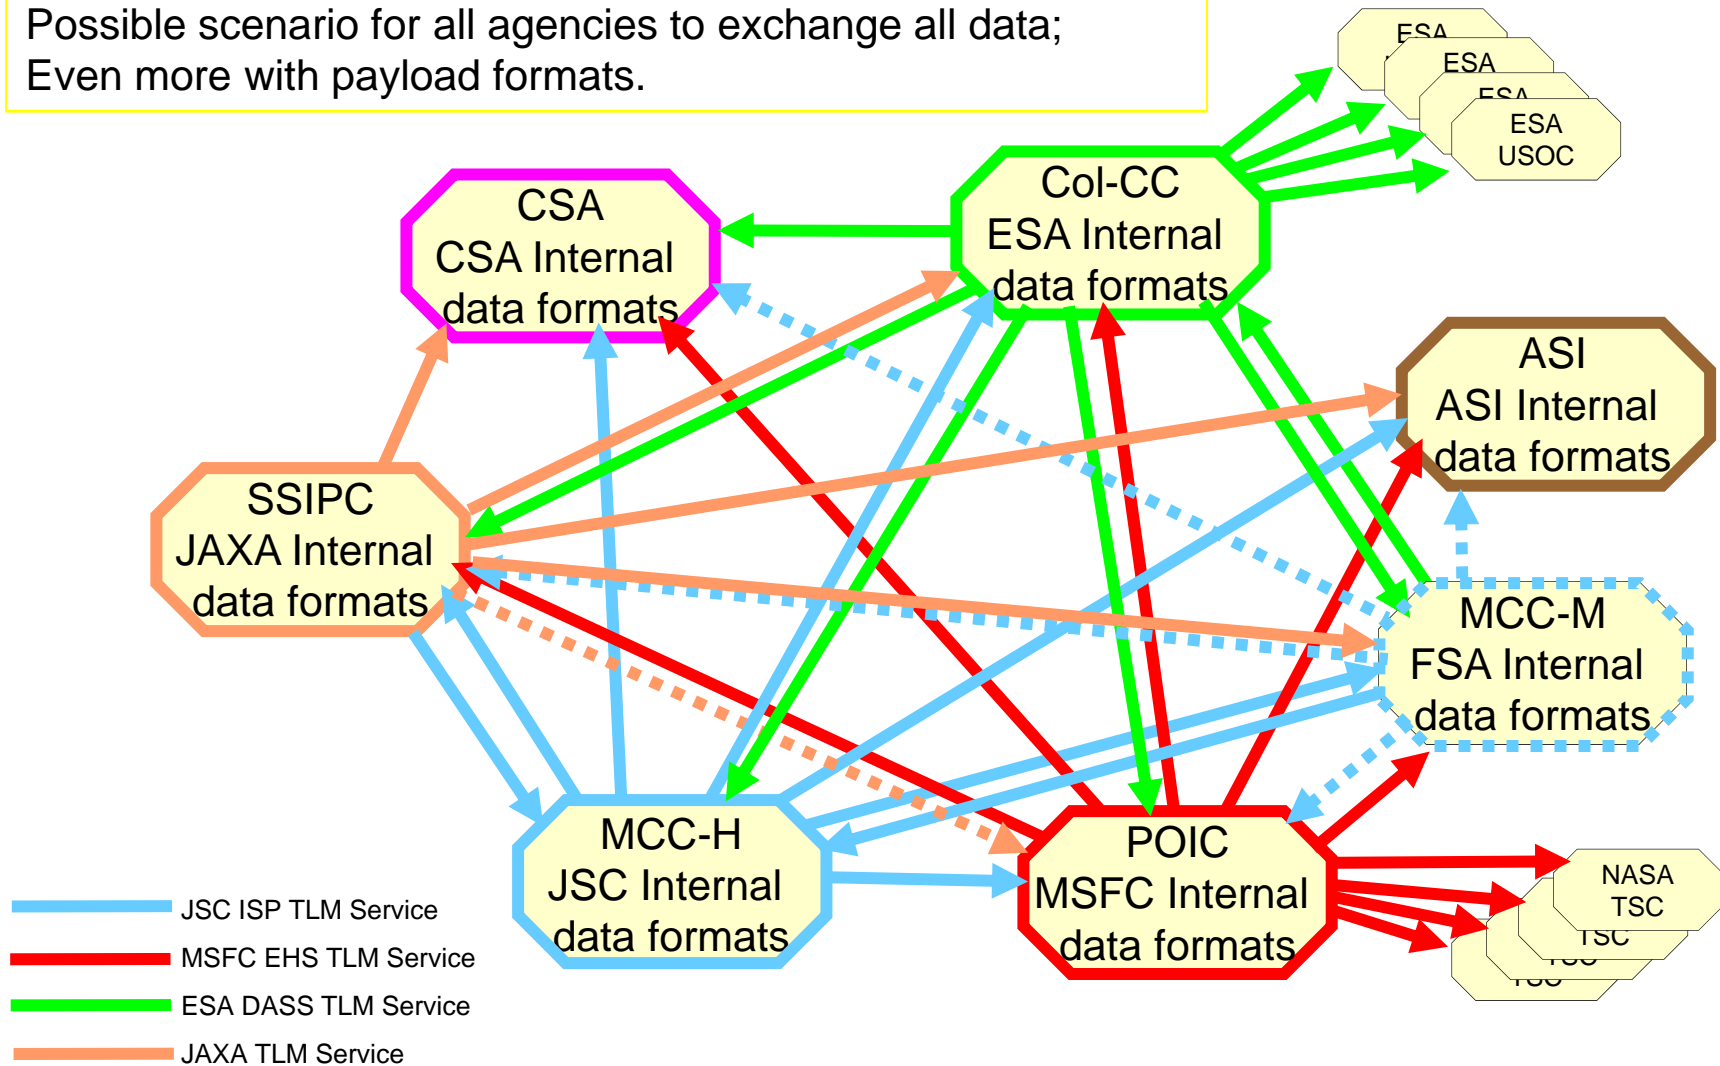 Possible scenario for all agencies to exchange all data;
Even more with payload formats.
ESA
ESA
ESA
ESA
USOC
Col-CC
ESA Internal
data formats
CSA
CSA Internal
data formats
ASI
ASI Internal
data formats
SSIPC
JAXA Internal
data formats
MCC-M
FSA Internal
data formats
MCC-H
JSC Internal
data formats
POIC
MSFC Internal
data formats
NASA
TSC
TSC
TSC
TSC
JSC ISP TLM Service
MSFC EHS TLM Service
ESA DASS TLM Service
JAXA TLM Service